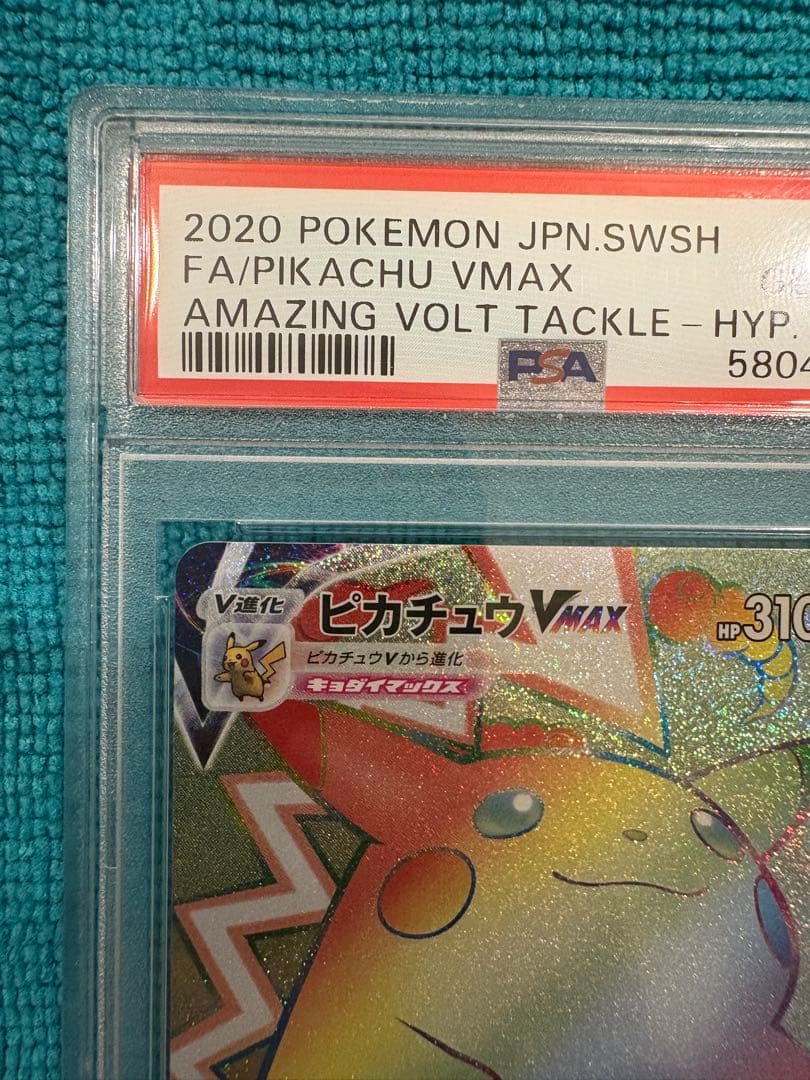 2020 POKEMON JPN.SWSH
FA/PIKACHU VMAX
AMAZING VOLT TACKLE – HYP.
5804
PSA
V進化
ピカチュウVMAX
HP310
ピカチュウVから進化
キョダイマックス